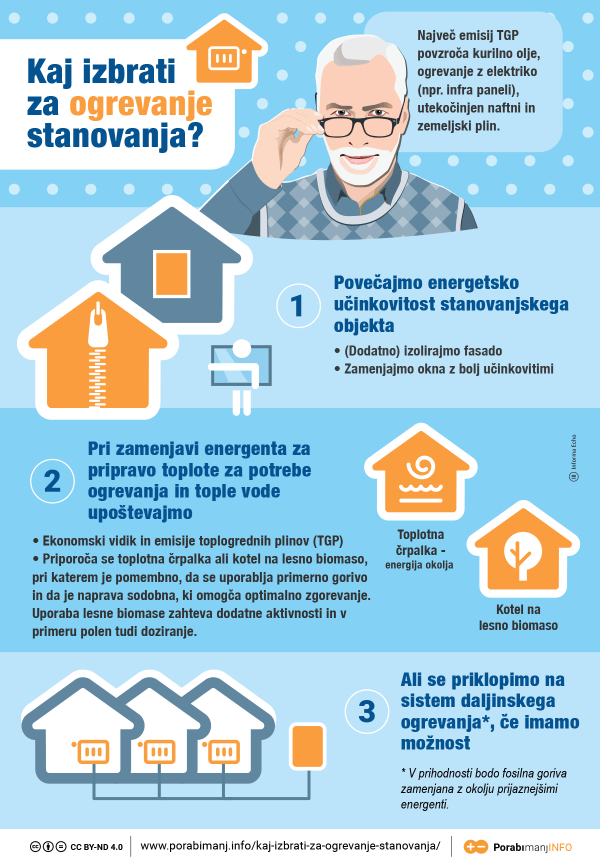 Kaj izbrati
za ogrevanje
stanovanja?
Največ emisij TGP
povzroča kurilno olje,
ogrevanje z elektriko
(npr. infra paneli),
utekočinjen naftni in
zemeljski plin.
1
Povečajmo energetsko
učinkovitost stanovanjskega
objekta
• (Dodatno) izolirajmo fasado
• Zamenjajmo okna z bolj učinkovitimi
2
Pri zamenjavi energenta za
pripravo toplote za potrebe
ogrevanja in tople vode
upoštevajmo
• Ekonomski vidik in emisije toplogrednih plinov (TGP)
• Priporoča se toplotna črpalka ali kotel na lesno biomaso,
pri katerem je pomembno, da se uporablja primerno gorivo
in da je naprava sodobna, ki omogča optimalno zgorevanje.
Uporaba lesne biomase zahteva dodatne aktivnosti in v
primeru polen tudi doziranje.
Toplotna
črpalka -
energija okolja
Kotel na
lesno biomaso
Informa Echo
3
Ali se priklopimo na
sistem daljinskega
ogrevanja*, če imamo
možnost
* V prihodnosti bodo fosilna goriva
zamenjana z okolju prijaznejšimi
energenti.
CC BY-ND 4.0
www.porabimanj.info/kaj-izbrati-za-ogrevanje-stanovanja/
PorabimanjINFO